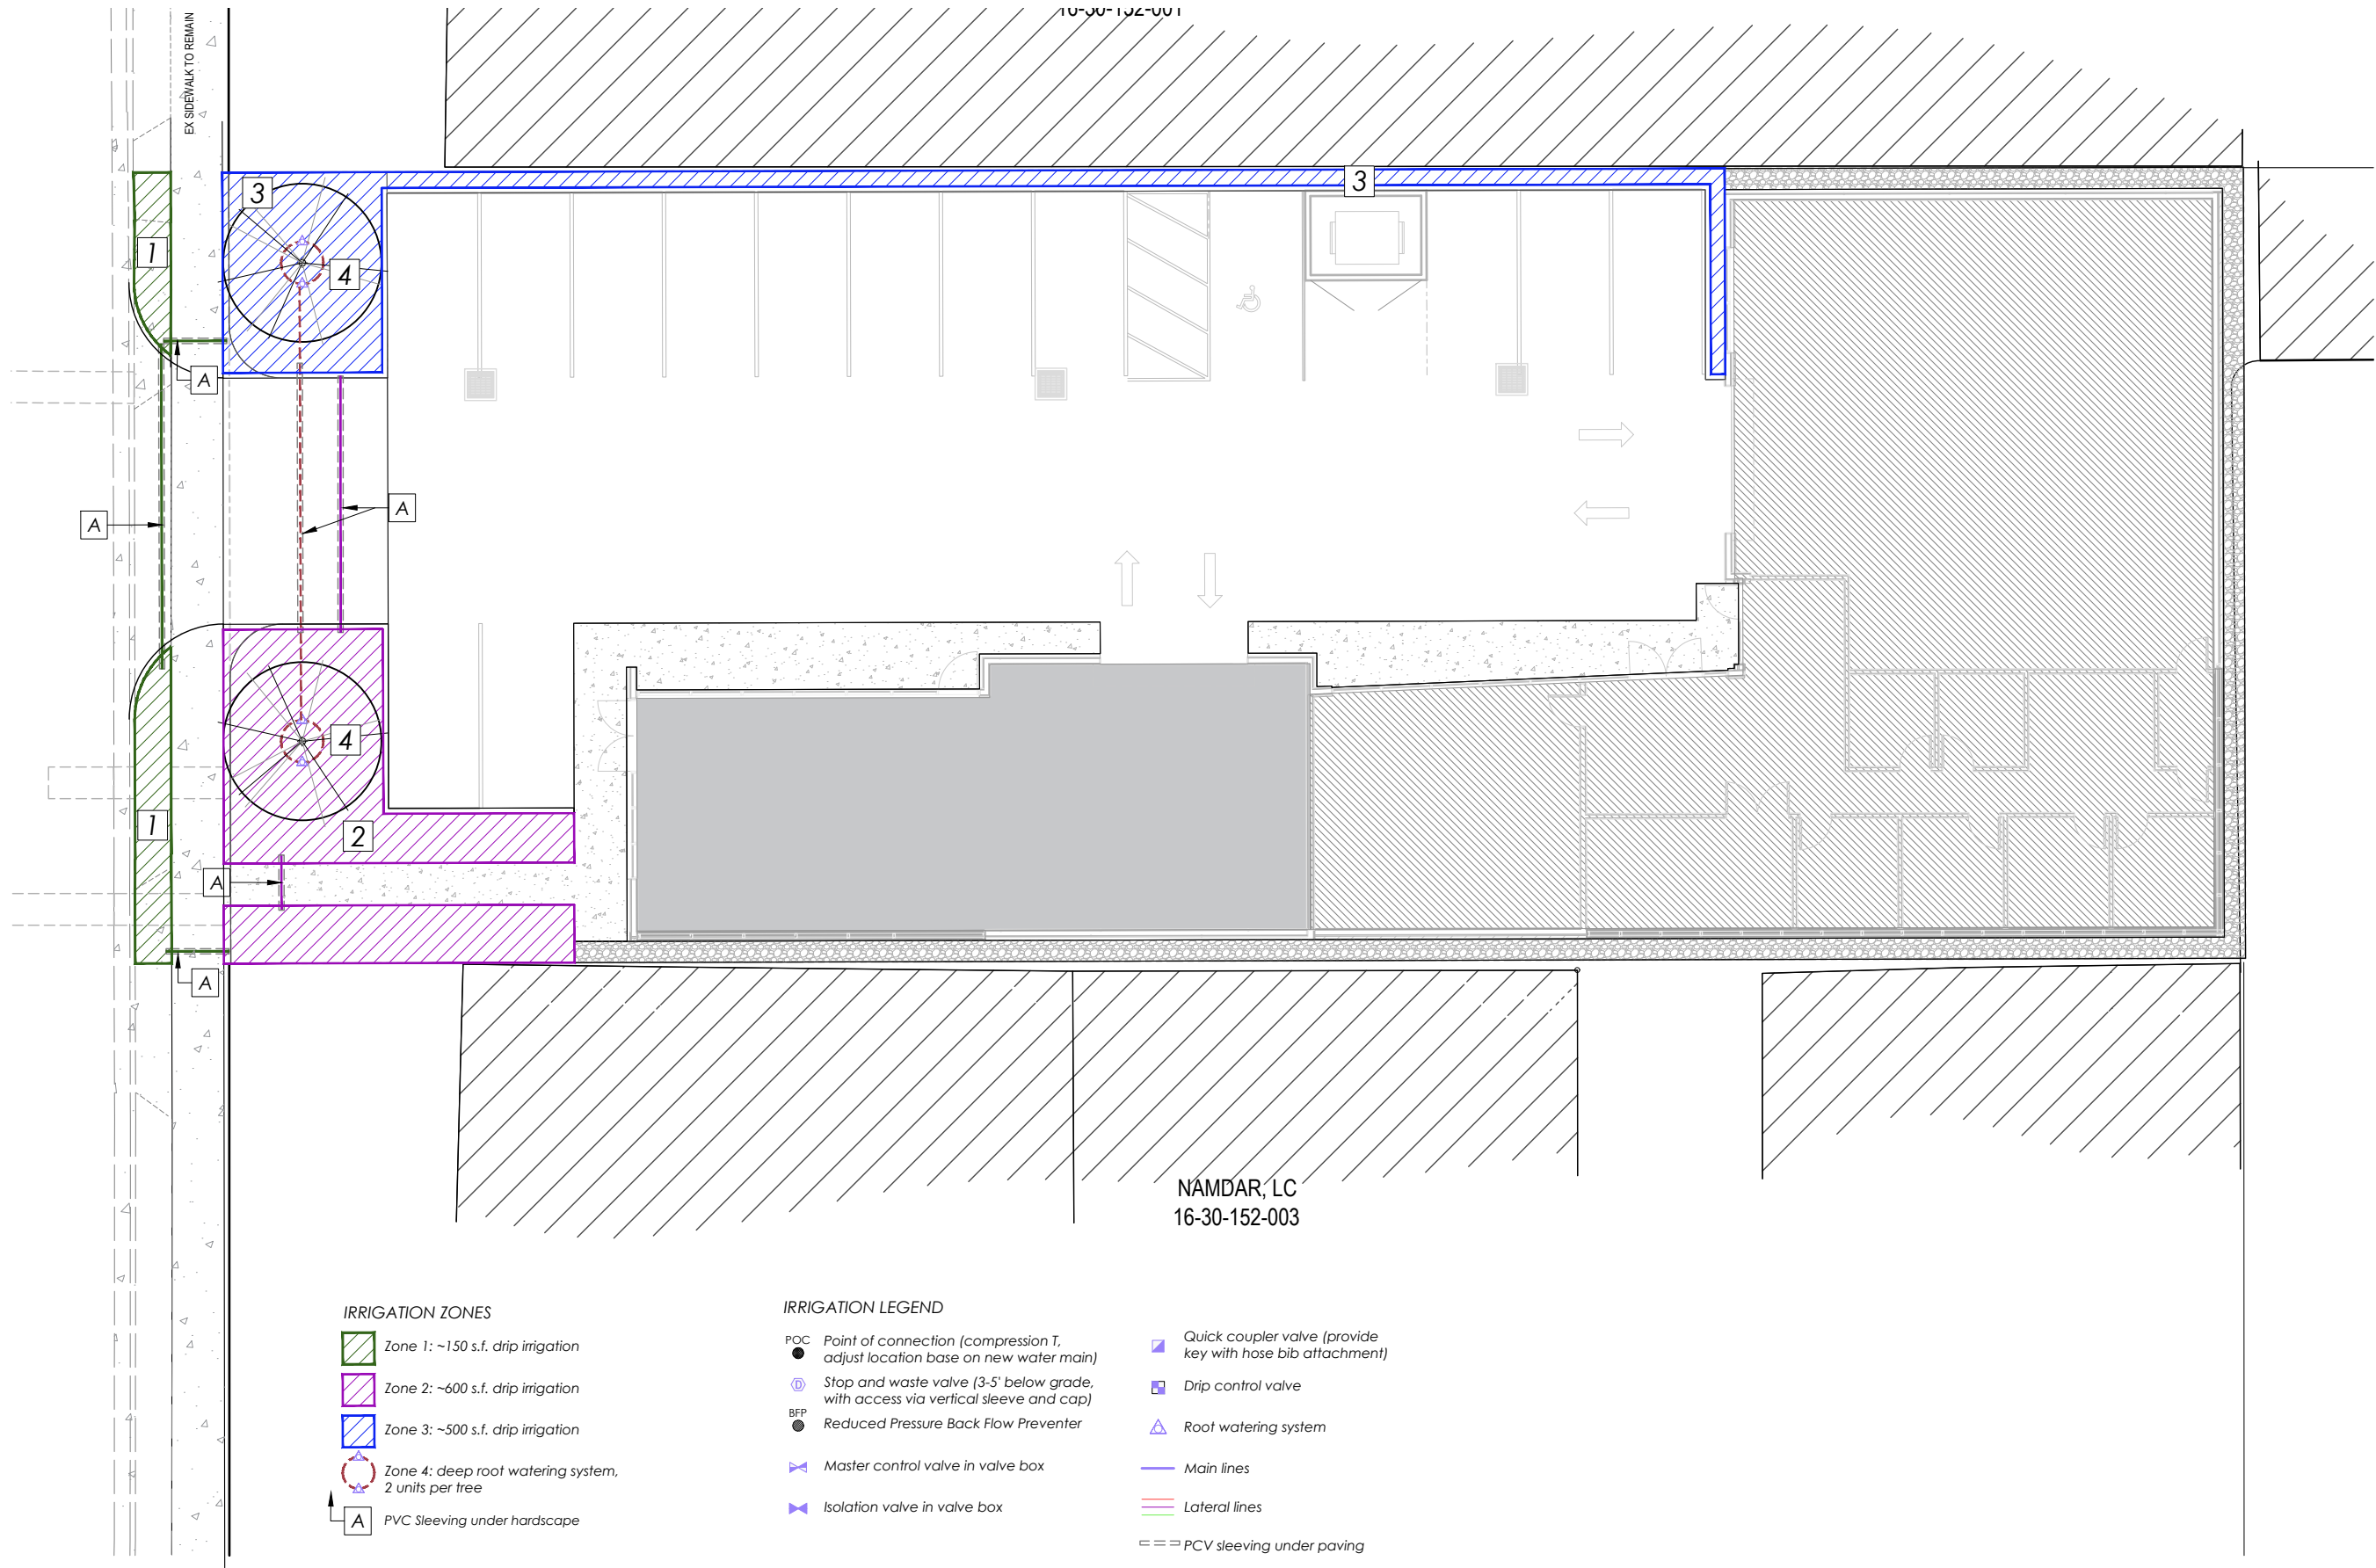 16-30-152-001
EX SIDEWALK TO REMAIN
3
3
1
4
A
A
A
4
1
2
A
A
NAMDAR, LC
16-30-152-003
IRRIGATION ZONES
Zone 1: ~150 s.f. drip irrigation
Zone 2: ~600 s.f. drip irrigation
Zone 3: ~500 s.f. drip irrigation
Zone 4: deep root watering system,
2 units per tree
A
PVC Sleeving under hardscape
IRRIGATION LEGEND
POC
Point of connection (compression T,
adjust location base on new water main)
D
Stop and waste valve (3-5' below grade,
with access via vertical sleeve and cap)
BFP
Reduced Pressure Back Flow Preventer
Master control valve in valve box
Isolation valve in valve box
Quick coupler valve (provide
key with hose bib attachment)
Drip control valve
Root watering system
Main lines
Lateral lines
PCV sleeving under paving